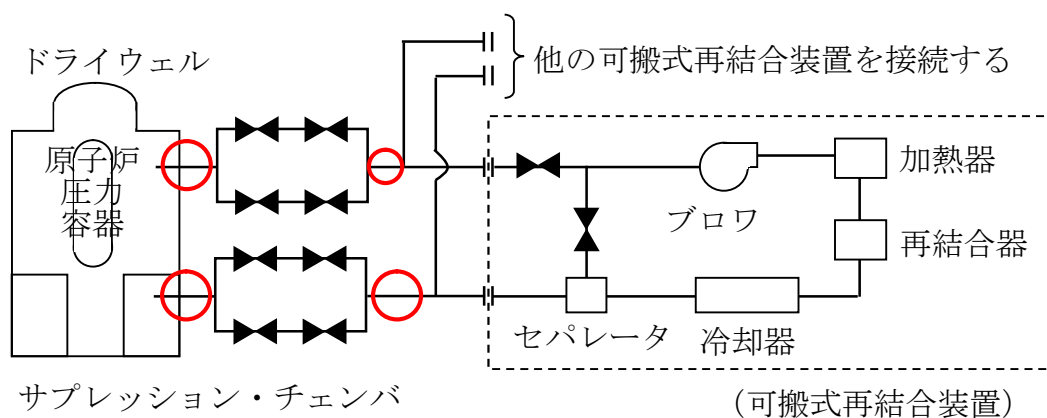 ドライウェル
他の可搬式再結合装置を接続する
原子炉
圧力
容器
加熱器
ブロワ
再結合器
セパレータ
冷却器
サプレッション・チェンバ
(可搬式再結合装置)